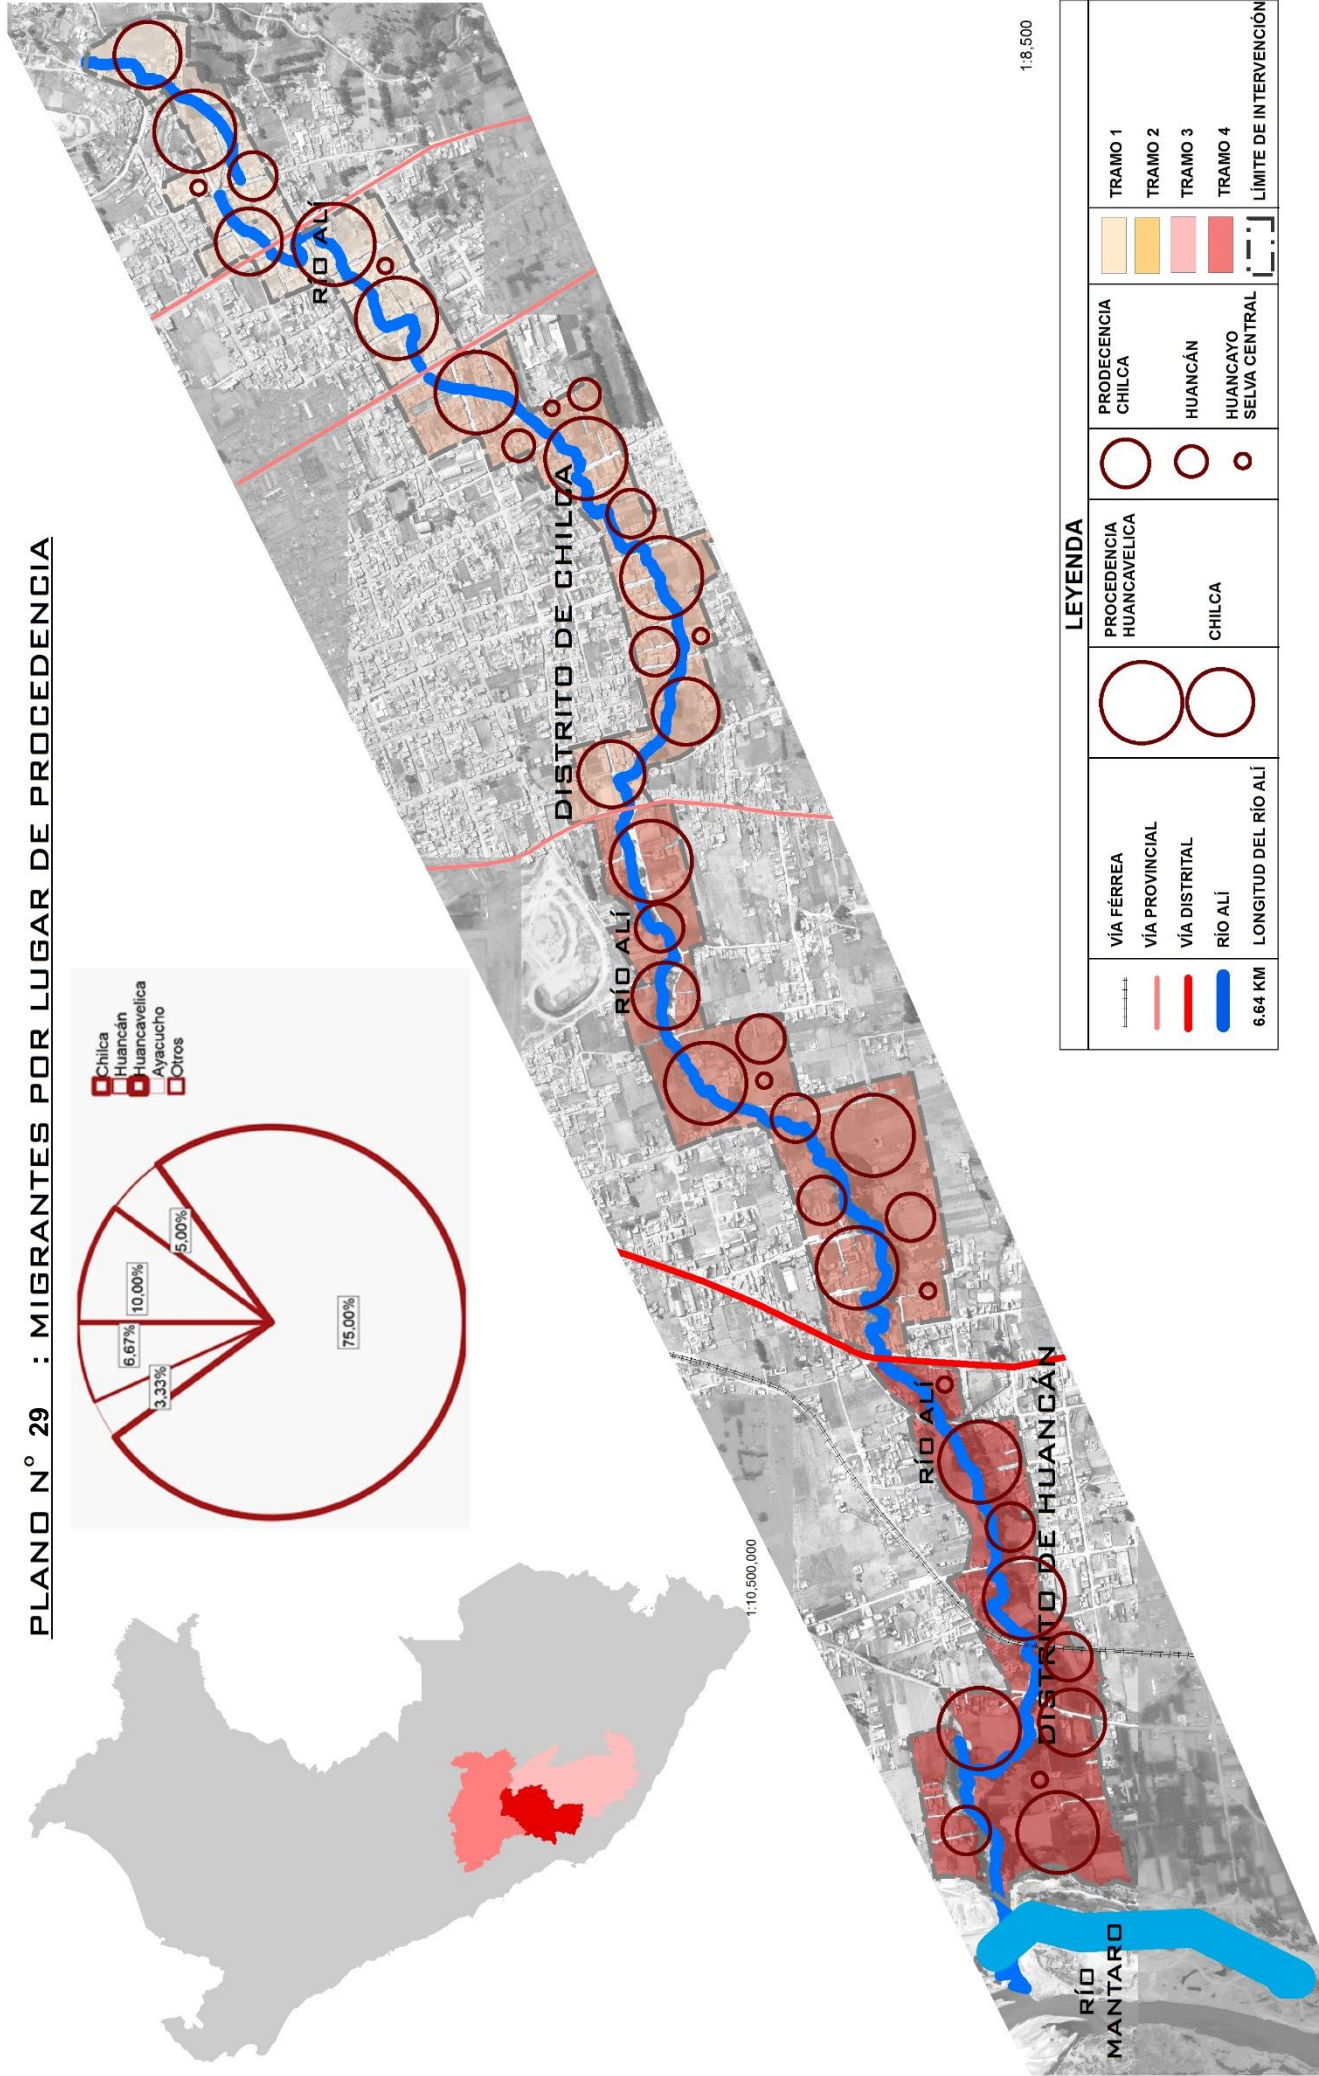 PLANO N° 29 : MIGRANTES POR LUGAR DE PROCEDENCIA
Chilca
Huancán
Huancavelica
Ayacucho
Otros
3,33%
6,67%
10,00%
5,00%
75,00%
1:10,500,000
1:8,500
RÍO ALÍ
DISTRITO DE CHILCA
RÍO ALÍ
RÍO ALÍ
DISTRITO DE HUANCÁN
RÍO
MANTARO
LEYENDA
VÍA FÉRREA
VÍA PROVINCIAL
VÍA DISTRITAL
RÍO ALÍ
6.64 KM LONGITUD DEL RÍO ALÍ
PROCEDENCIA
HUANCAVELICA
CHILCA
PRODECENCIA
CHILCA
HUANCÁN
HUANCAYO
SELVA CENTRAL
TRAMO 1
TRAMO 2
TRAMO 3
TRAMO 4
LÍMITE DE INTERVENCIÓN